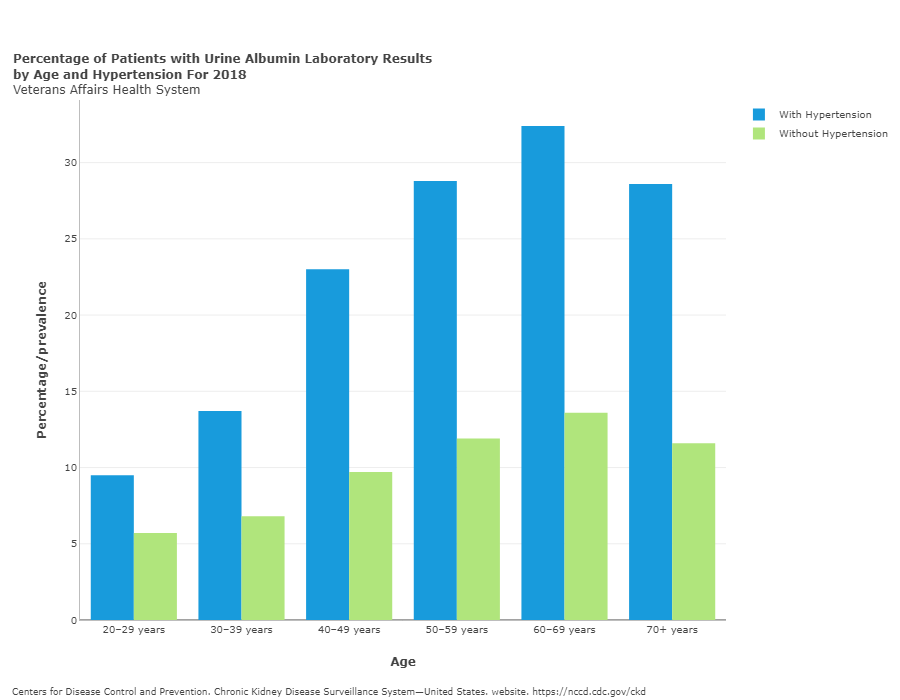 Percentage of Patients with Urine Albumin Laboratory Results
by Age and Hypertension For 2018
Veterans Affairs Health System
With Hypertension
Without Hypertension
Percentage/prevalence
30
25
20
15
10
5
0
20–29 years
30–39 years
40–49 years
50–59 years
60–69 years
70+ years
Age
Centers for Disease Control and Prevention. Chronic Kidney Disease Surveillance System—United States. website. https://nccd.cdc.gov/ckd